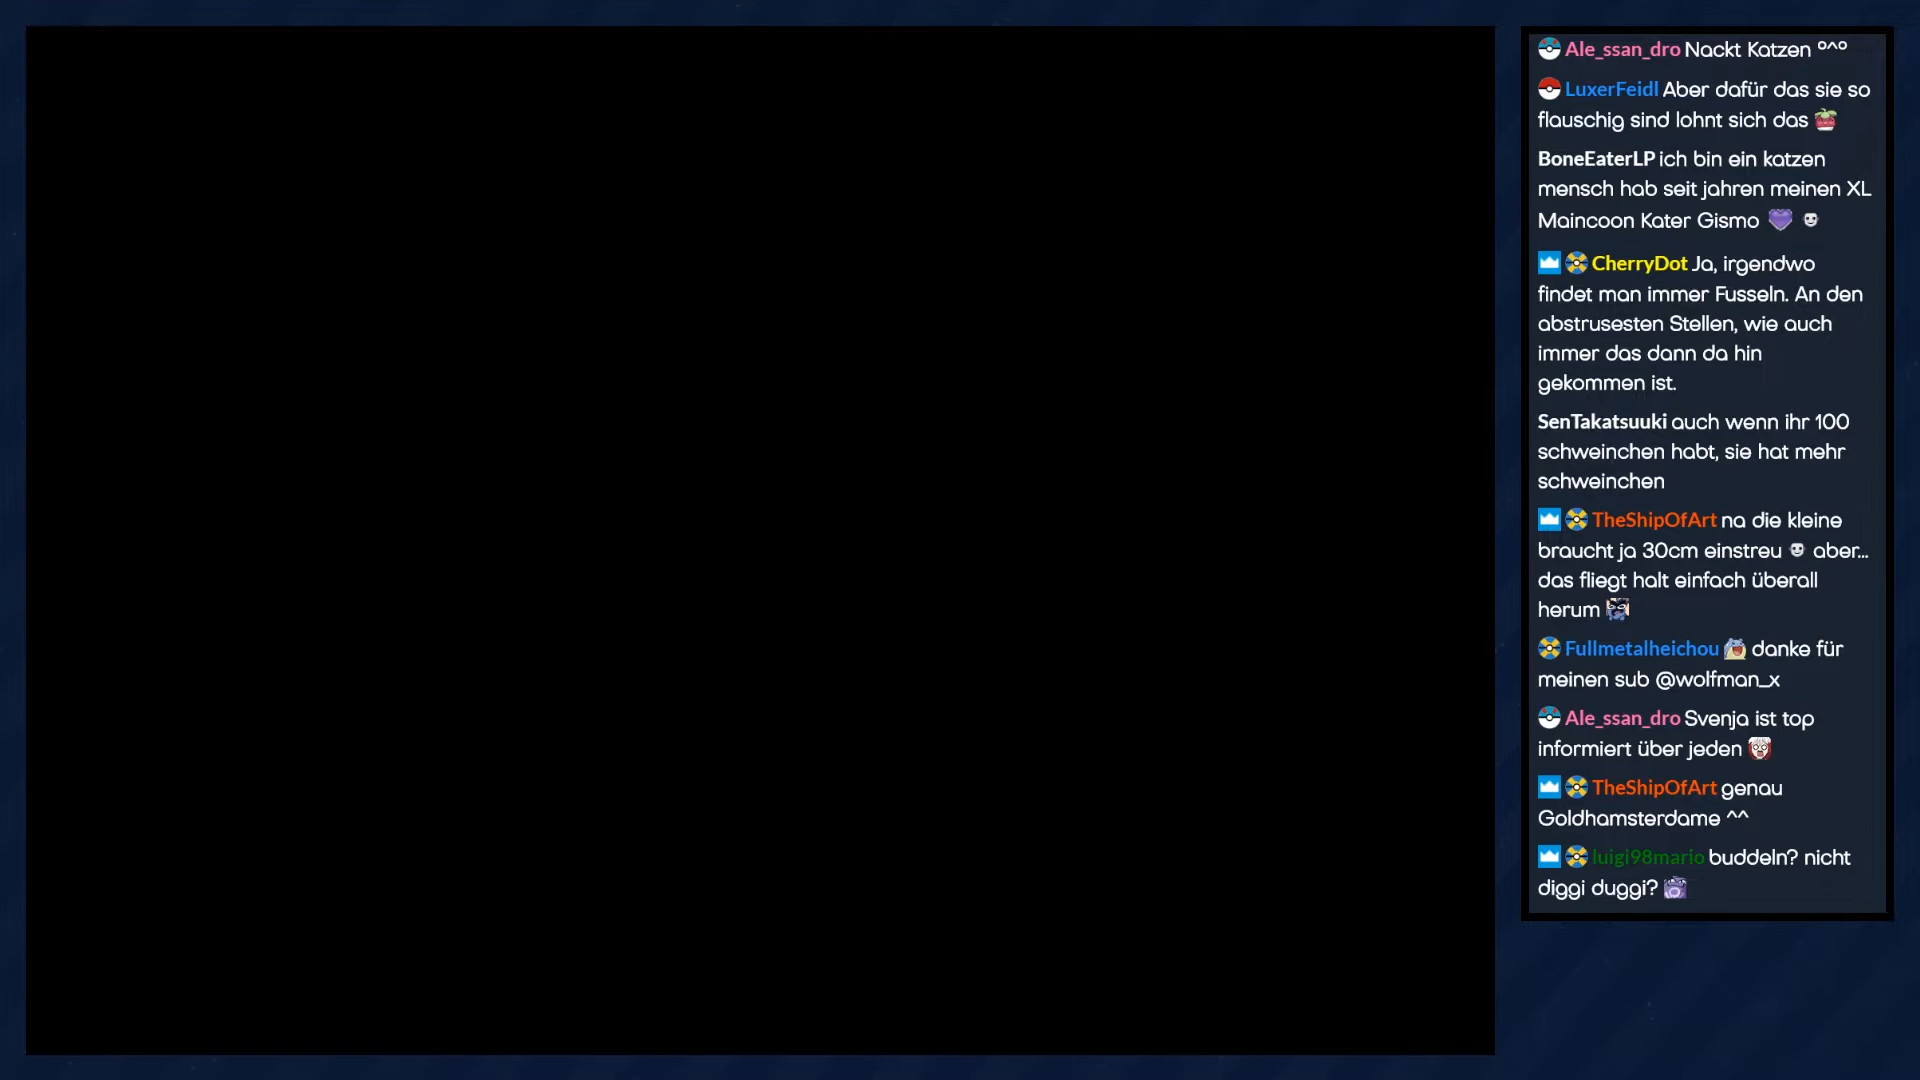 Ale_ssan_dro Nackt Katzen °^°
LuxerFeidl Aber dafür das sie so
flauschig sind lohnt sich das
BoneEaterLP ich bin ein katzen
mensch hab seit jahren meinen XL
Maincoon Kater Gismo
CherryDot Ja, irgendwo
findet man immer Fusseln. An den
abstrusesten Stellen, wie auch
immer das dann da hin
gekommen ist.
SenTakatsuuki auch wenn ihr 100
schweinchen habt, sie hat mehr
schweinchen
TheShipOfArt na die kleine
braucht ja 30cm einstreu aber...
das fliegt halt einfach überall
herum
Fullmetalheichou danke für
meinen sub @wolfman_x
Ale_ssan_dro Svenja ist top
informiert über jeden
TheShipOfArt genau
Goldhamsterdame ^^
luigi98mario buddeln? nicht
diggi duggi?